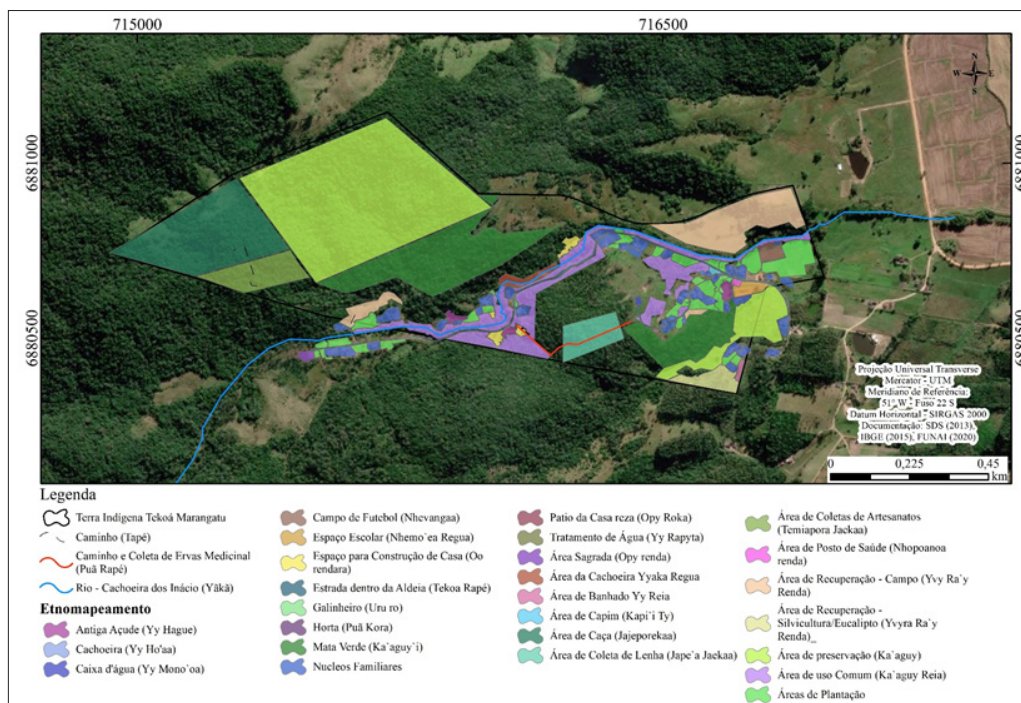 715000
716500
6881000
6881000
N
W E
S
6880500
6880500
Projeção Universal Transverse
Mercator - UTM
Meridiano de Referência:
51° W - Fuso 22 S
Datum Horizontal - SIRGAS 2000
Documentação: SDS (2013),
IBGE (2015), FUNAI (2020)
0 0,225 0,45
km
Legenda
Terra Indígena Tekoá Marangatu
Caminho (Tapé)
Caminho e Coleta de Ervas Medicinal
(Puã Rapé)
Rio - Cachoeira dos Inácio (Yãkã)
Etnomapeamento
Antiga Açude (Yy Hague)
Cachoeira (Yy Ho'aa)
Caixa d'água (Yy Mono`oa)
Campo de Futebol (Nhevangaa)
Espaço Escolar (Nhemo`ea Regua)
Espaço para Construção de Casa (Oo
rendara)
Estrada dentro da Aldeia (Tekoa Rapé)
Galinheiro (Uru ro)
Horta (Puã Kora)
Mata Verde (Ka`aguy`i)
Nucleos Familiares
Patio da Casa reza (Opy Roka)
Tratamento de Água (Yy Rapyta)
Área Sagrada (Opy renda)
Área da Cachoeira Yyaka Regua
Área de Banhado Yy Reia
Área de Capim (Kapi`i Ty)
Área de Caça (Jajeporekaa)
Área de Coleta de Lenha (Jape`a Jaekaa)
Área de Coletas de Artesanatos
(Temiapora Jaekaa)
Área de Posto de Saúde (Nhopoanoa
renda)
Área de Recuperação - Campo (Yvy Ra`y
Renda)
Área de Recuperação -
Silvicultura/Eucalipto (Yvyra Ra`y
Renda)_
Área de preservação (Ka`aguy)
Área de uso Comum (Ka`aguy Reia)
Áreas de Plantação